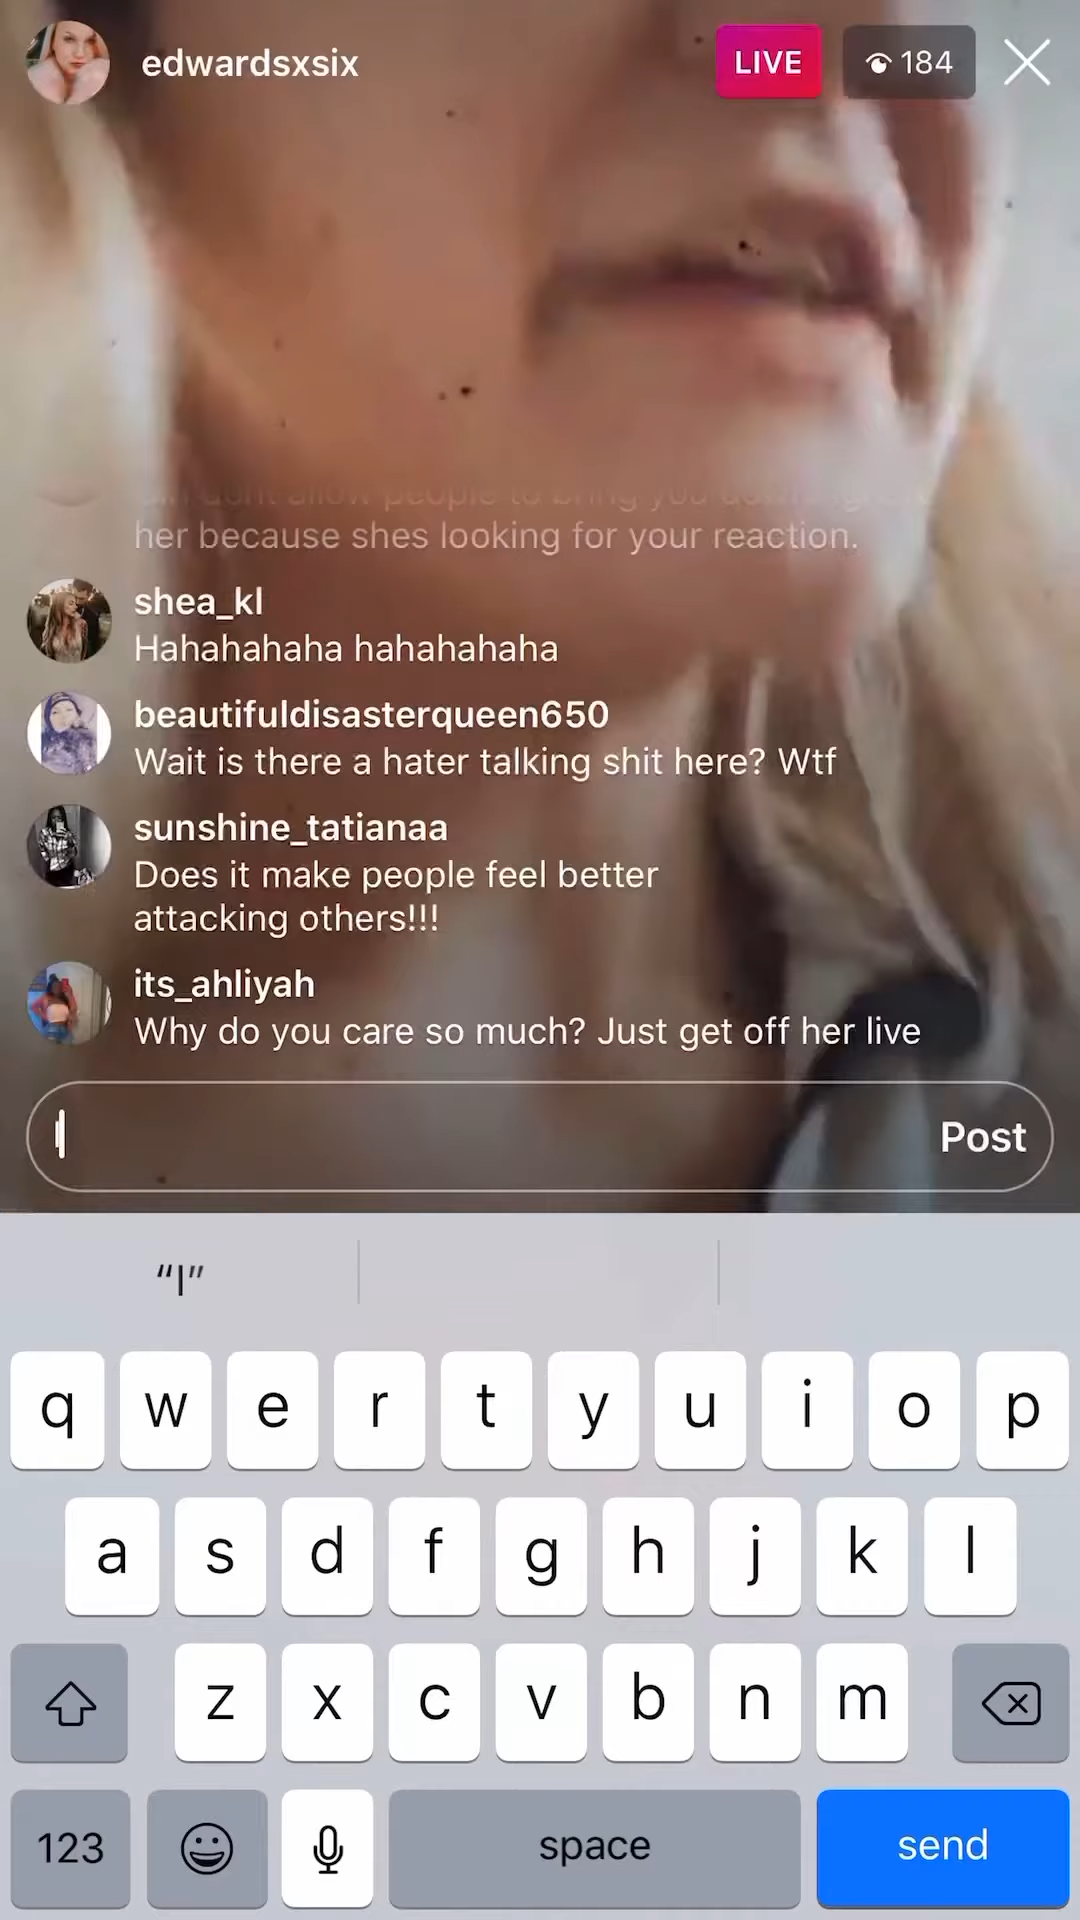 edwardsxsix
LIVE
184
her because shes looking for your reaction.
shea_kl
Hahahahaha hahahahaha
beautifuldisasterqueen650
Wait is there a hater talking shit here? Wtf
sunshine_tatianaa
Does it make people feel better
attacking others!!!
its_ahliyah
Why do you care so much? Just get off her live
Post
“l”
q w e r t y u i o p
a s d f g h j k l
z x c v b n m
123
space
send